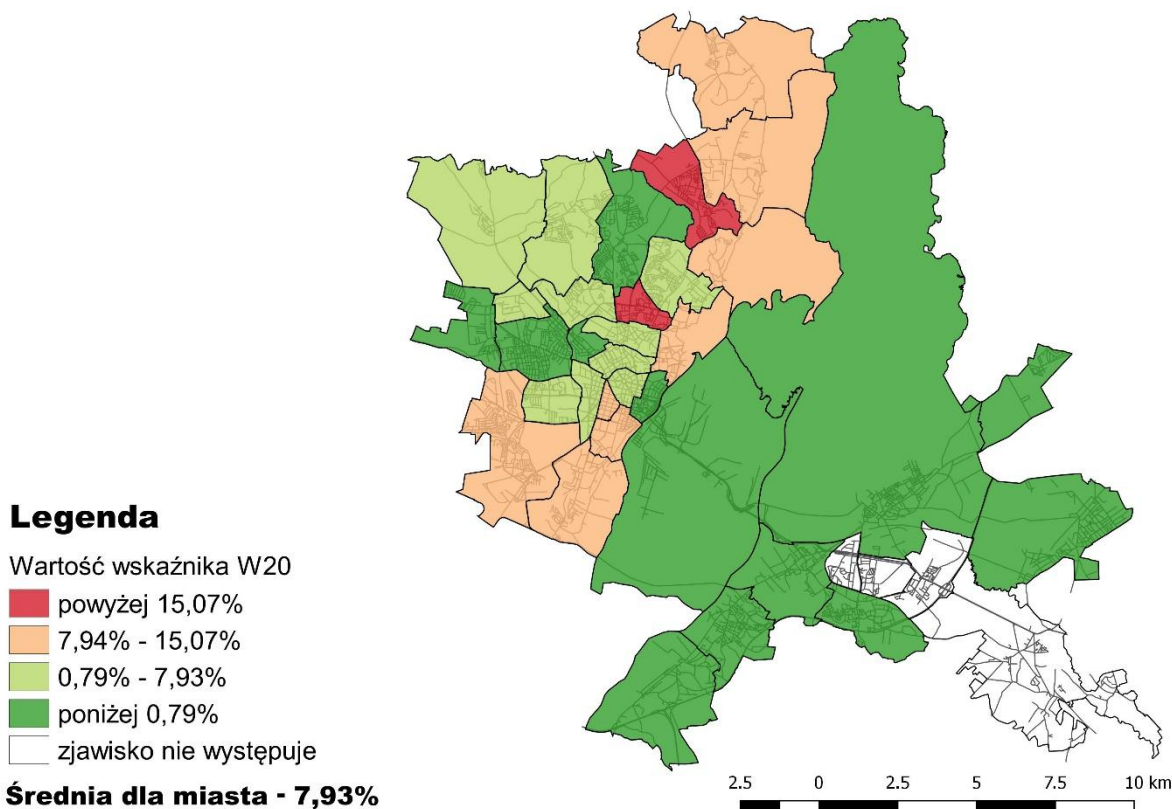 Legenda
Wartość wskaźnika W20
powyżej 15,07%
7,94% - 15,07%
0,79% - 7,93%
poniżej 0,79%
zjawisko nie występuje
Średnia dla miasta - 7,93%
2.5 0 2.5 5 7.5 10 km